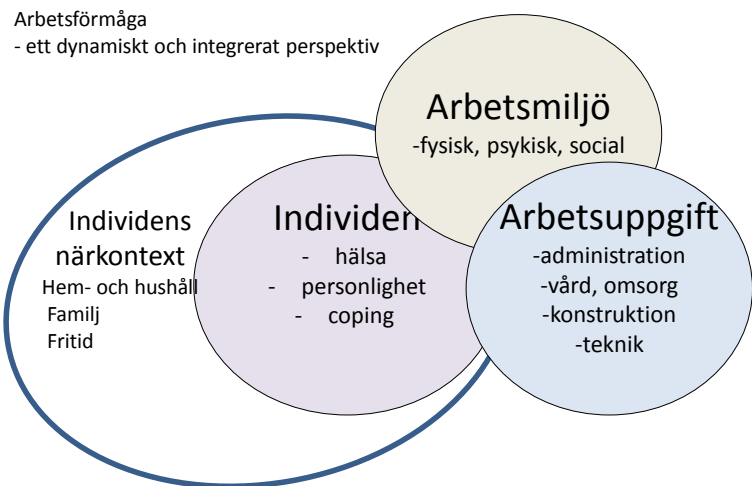 Arbetsförmåga
- ett dynamiskt och integrerat perspektiv
Arbetsmiljö
-fysisk, psykisk, social
Individens
närkontext
Hem- och hushåll
Familj
Fritid
Individen
- hälsa
- personlighet
- coping
Arbetsuppgift
-administration
-vård, omsorg
-konstruktion
-teknik